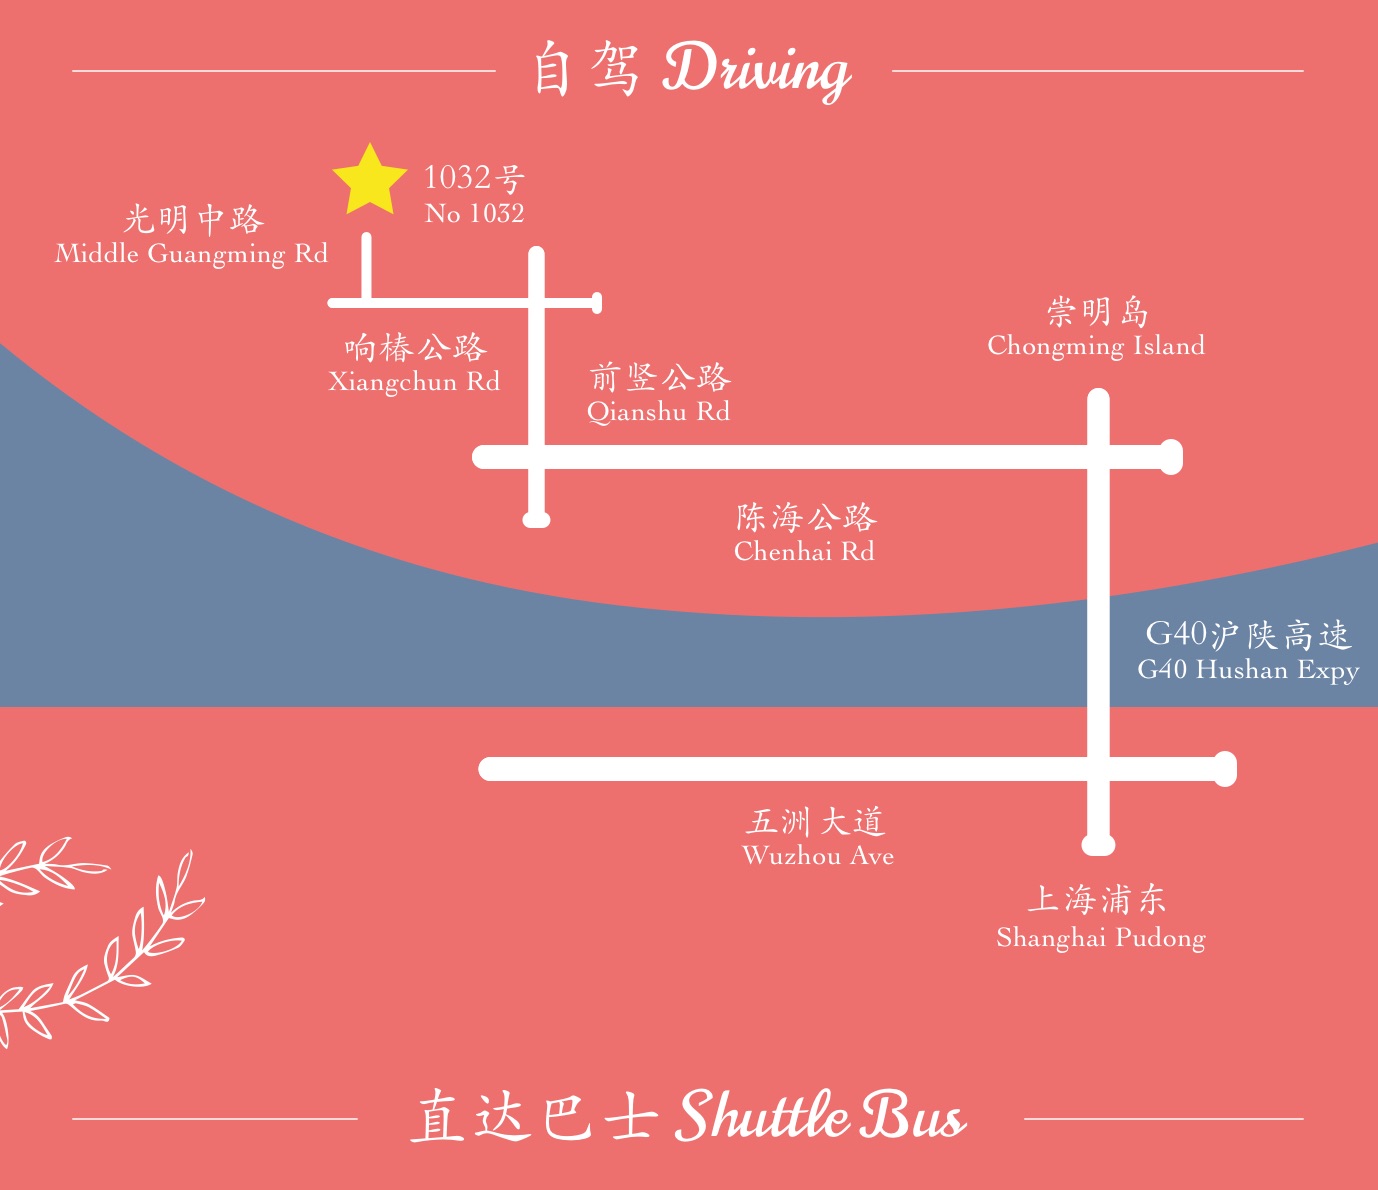 自驾 Driving
1032号
No 1032
光明中路
Middle Guangming Rd
崇明岛
Chongming Island
响椿公路
Xiangchun Rd
前竖公路
Qianshu Rd
陈海公路
Chenhai Rd
G40沪陕高速
G40 Hushan Expy
五洲大道
Wuzhou Ave
上海浦东
Shanghai Pudong
直达巴士 Shuttle Bus